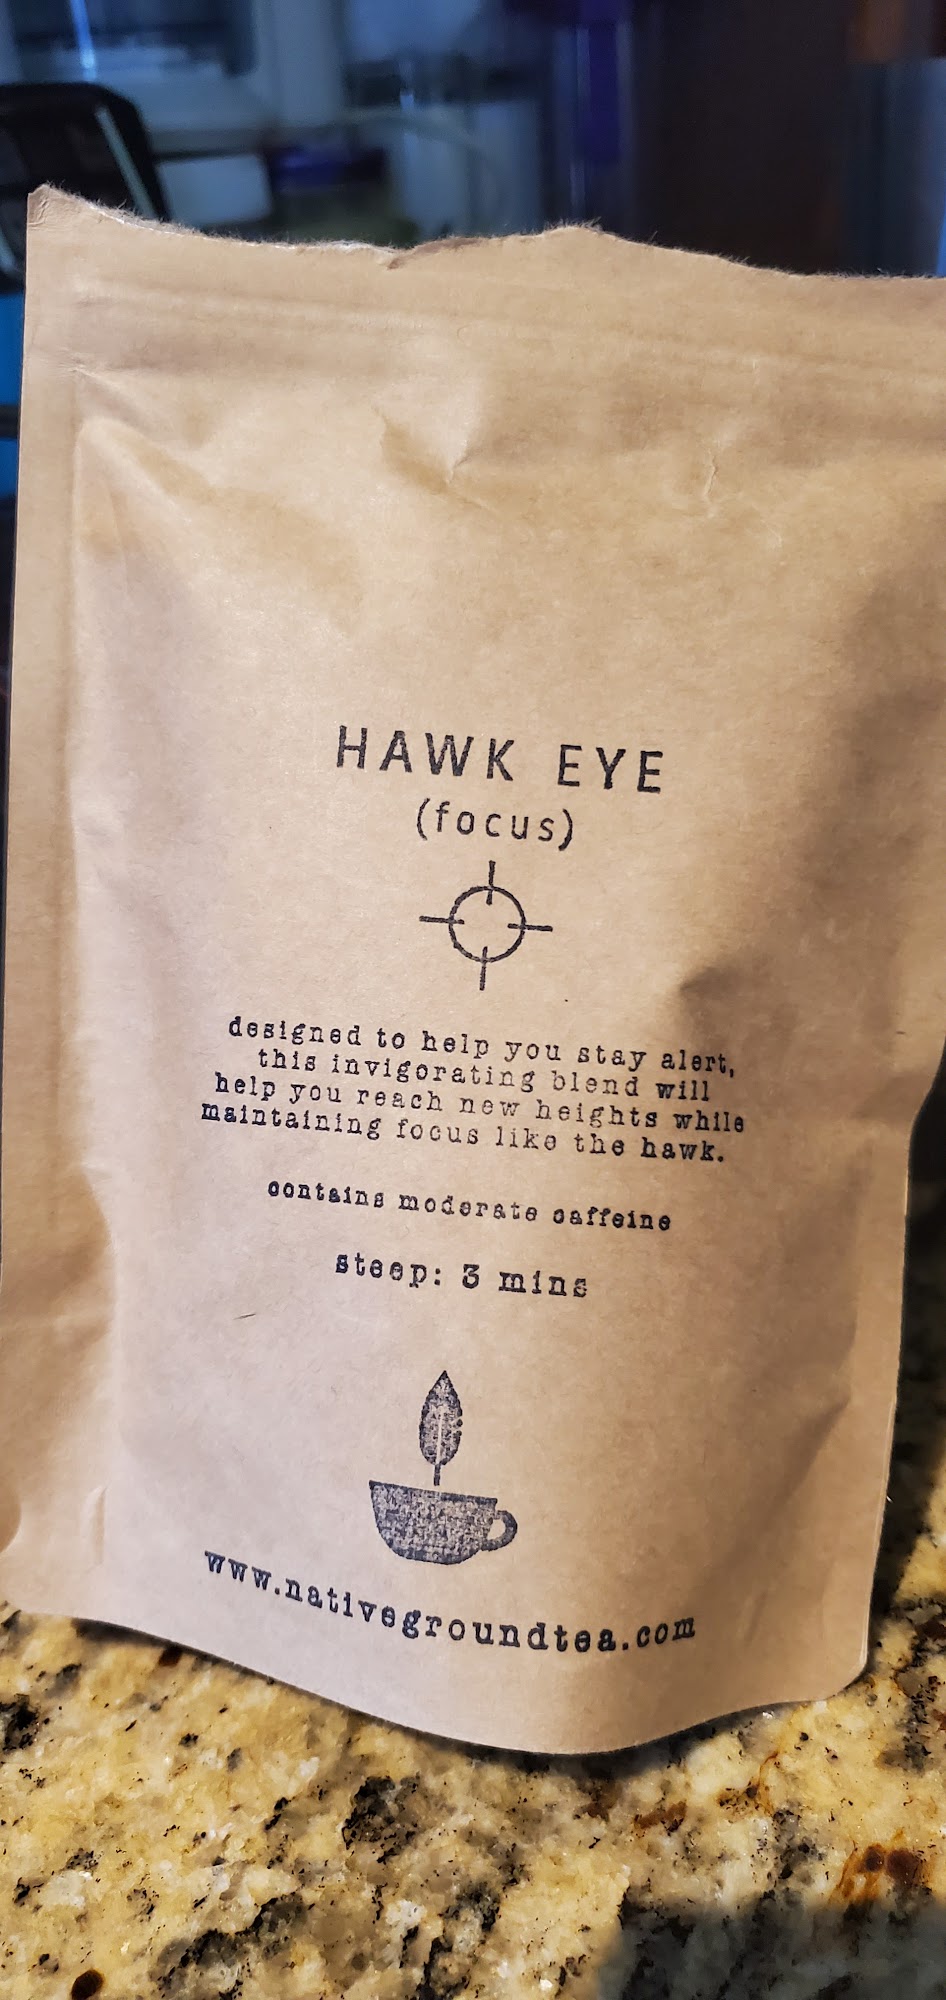 HAWK EYE
(focus)
designed to help you stay alert,
this invigorating blend will
help you reach new heights while
maintaining focus like the hawk.
contains moderate caffeine
steep: 3 mins
www.nativegroundtea.com